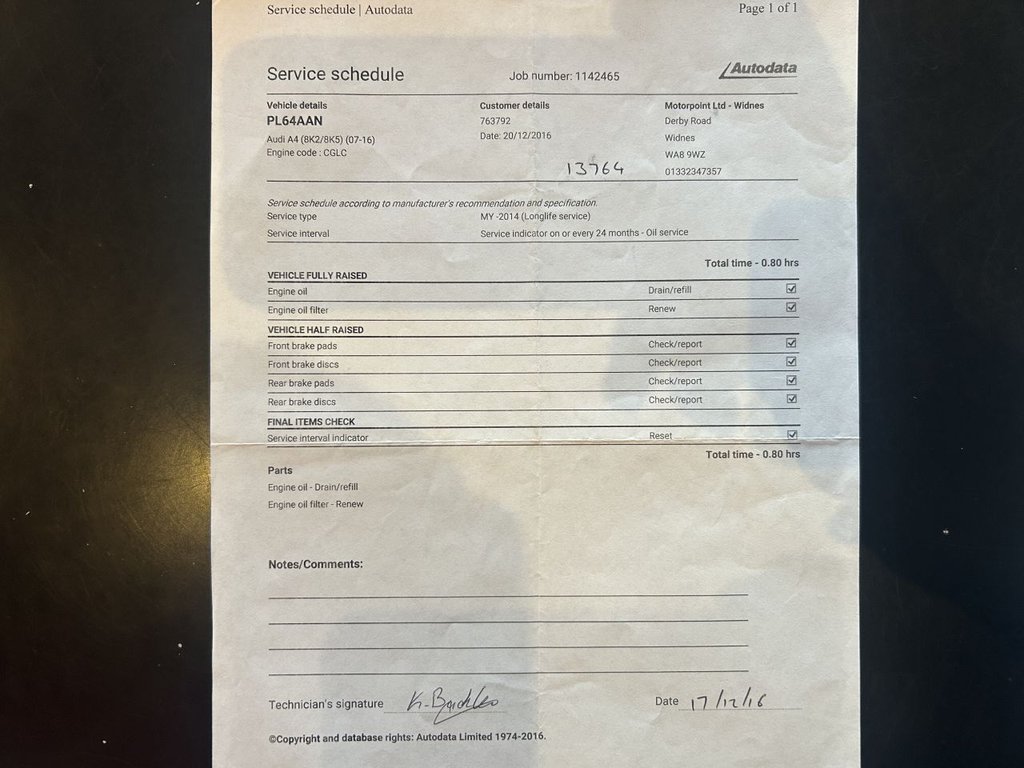 Service schedule | Autodata Page 1 of 1
Service schedule Job number: 1142465 Autodata
Vehicle details Customer details Motorpoint Ltd - Widnes
PL64AAN 763792 Derby Road
Audi A4 (8K2/8K5) (07-16) Date: 20/12/2016 Widnes
Engine code : CGLC WA8 9WZ
13764 01332347357
Service schedule according to manufacturer's recommendation and specification.
Service type MY -2014 (Longlife service)
Service interval Service indicator on or every 24 months - Oil service
Total time - 0.80 hrs
VEHICLE FULLY RAISED
Engine oil Drain/refill
Engine oil filter Renew
VEHICLE HALF RAISED
Front brake pads Check/report
Front brake discs Check/report
Rear brake pads Check/report
Rear brake discs Check/report
FINAL ITEMS CHECK
Service interval indicator Reset
Total time - 0.80 hrs
Parts
Engine oil - Drain/refill
Engine oil filter - Renew
Notes/Comments:
Technician's signature K. Date 17/12/16
©Copyright and database rights: Autodata Limited 1974-2016.